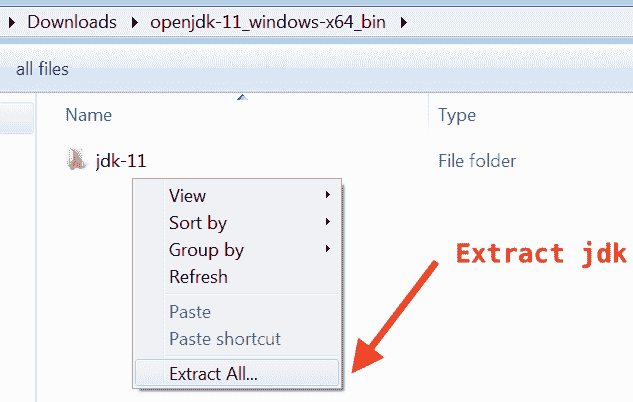 Downloads openjdk-11_windows-x64_bin
all files
Name Type
jdk-11 File folder
View
Sort by
Group by
Refresh
Paste
Paste shortcut
Extract All...
Extract jdk